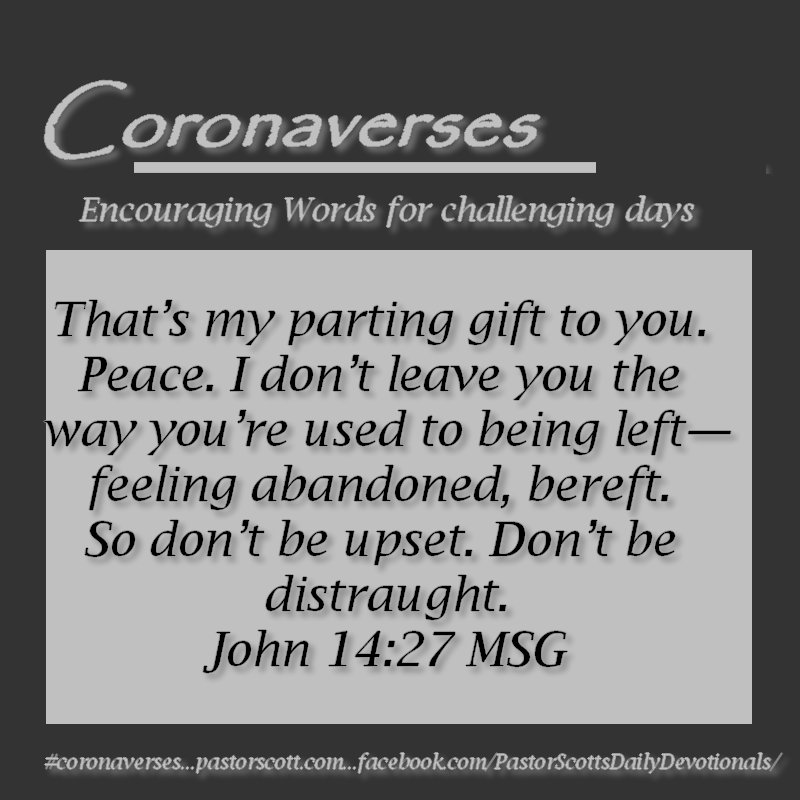 Coronaverses
Encouraging Words for challenging days
That’s my parting gift to you.
Peace. I don’t leave you the
way you’re used to being left—
feeling abandoned, bereft.
So don’t be upset. Don’t be
distraught.
John 14:27 MSG
#coronaverses...pastorscott.com...facebook.com/PastorScottsDailyDevotionals/